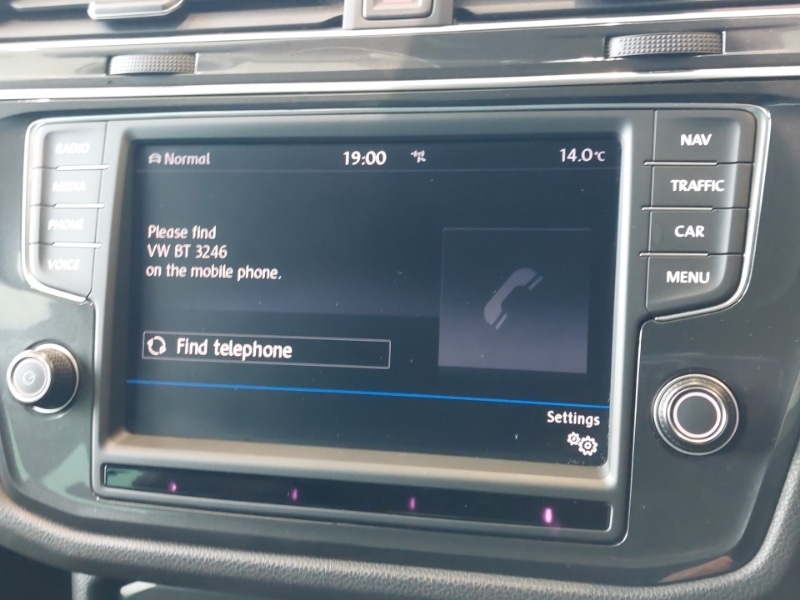 Normal 19:00 14.0°C
Please find
VW BT 3246
on the mobile phone.
Find telephone
Settings
RADIO
MEDIA
PHONE
VOICE
NAV
TRAFFIC
CAR
MENU